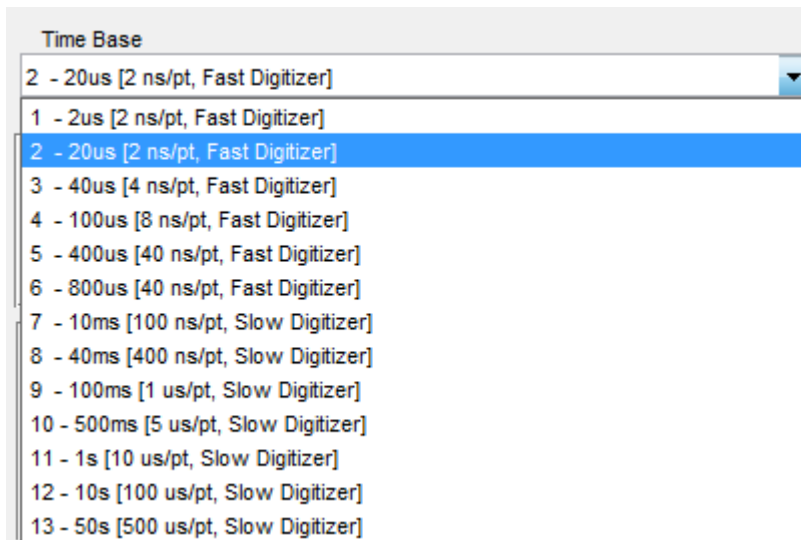 Time Base
2 - 20us [2 ns/pt, Fast Digitizer]
1 - 2us [2 ns/pt, Fast Digitizer]
2 - 20us [2 ns/pt, Fast Digitizer]
3 - 40us [4 ns/pt, Fast Digitizer]
4 - 100us [8 ns/pt, Fast Digitizer]
5 - 400us [40 ns/pt, Fast Digitizer]
6 - 800us [40 ns/pt, Fast Digitizer]
7 - 10ms [100 ns/pt, Slow Digitizer]
8 - 40ms [400 ns/pt, Slow Digitizer]
9 - 100ms [1 us/pt, Slow Digitizer]
10 - 500ms [5 us/pt, Slow Digitizer]
11 - 1s [10 us/pt, Slow Digitizer]
12 - 10s [100 us/pt, Slow Digitizer]
13 - 50s [500 us/pt, Slow Digitizer]